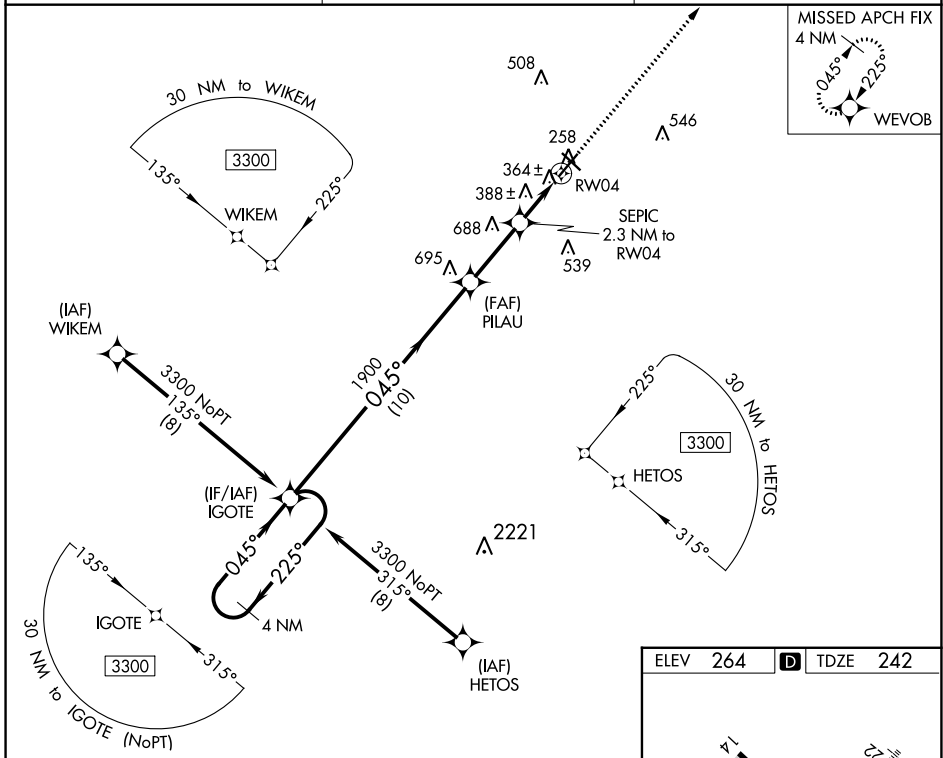 MISSED APCH FIX
4 NM
045°
225°
WEVOB
508
546
258
364 ±
RW04
388 ±
SEPIC
2.3 NM to
RW04
688
539
695
(FAF)
PILAU
30 NM to WIKEM
3300
135°
225°
WIKEM
(IAF)
WIKEM
3300 NoPT
135°
(8)
1900
045°
(10)
30 NM to HETOS
225°
3300
HETOS
315°
(IF/IAF)
IGOTE
045°
225°
4 NM
2221
3300 NoPT
315°
(8)
(IAF)
HETOS
135°
IGOTE
3300
315°
30 NM to IGOTE (NoPT)
ELEV 264 D TDZE 242
14
22